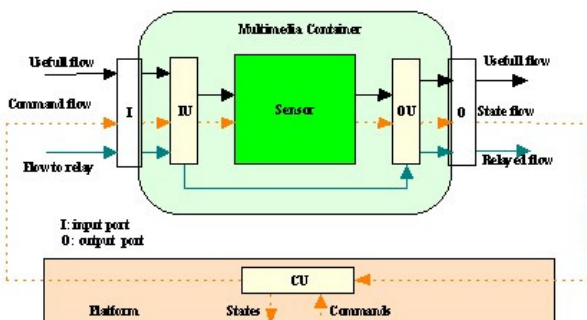 Multimedia Container
Usefull flow
Usefull flow
Command flow
I
IU
Sensor
OU
O
State flow
Flow to relay
Relayed flow
I: input port
O: output port
CU
Platform
States
Commands